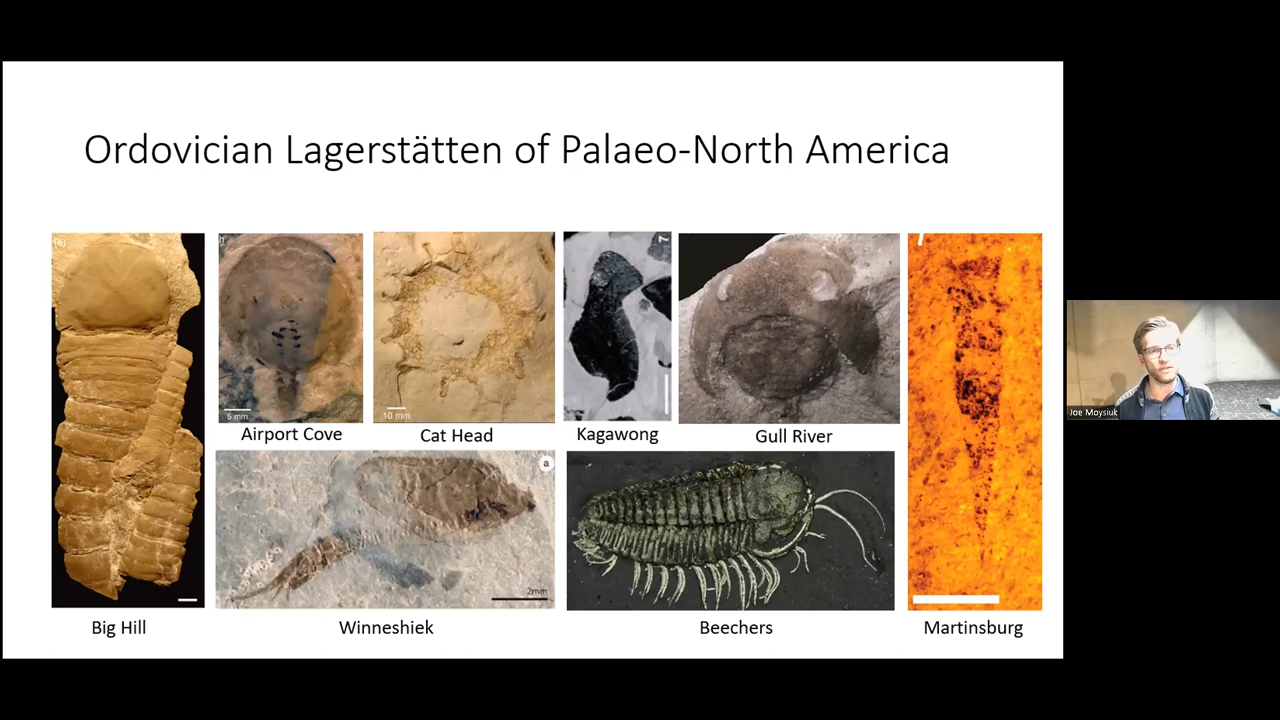 Ordovician Lagerstätten of Palaeo-North America
5 mm
10 mm
Airport Cove
Cat Head
Kagawong
Gull River
a
2mm
Big Hill
Winneshiek
Beechers
Martinsburg
Joe Moysiuk